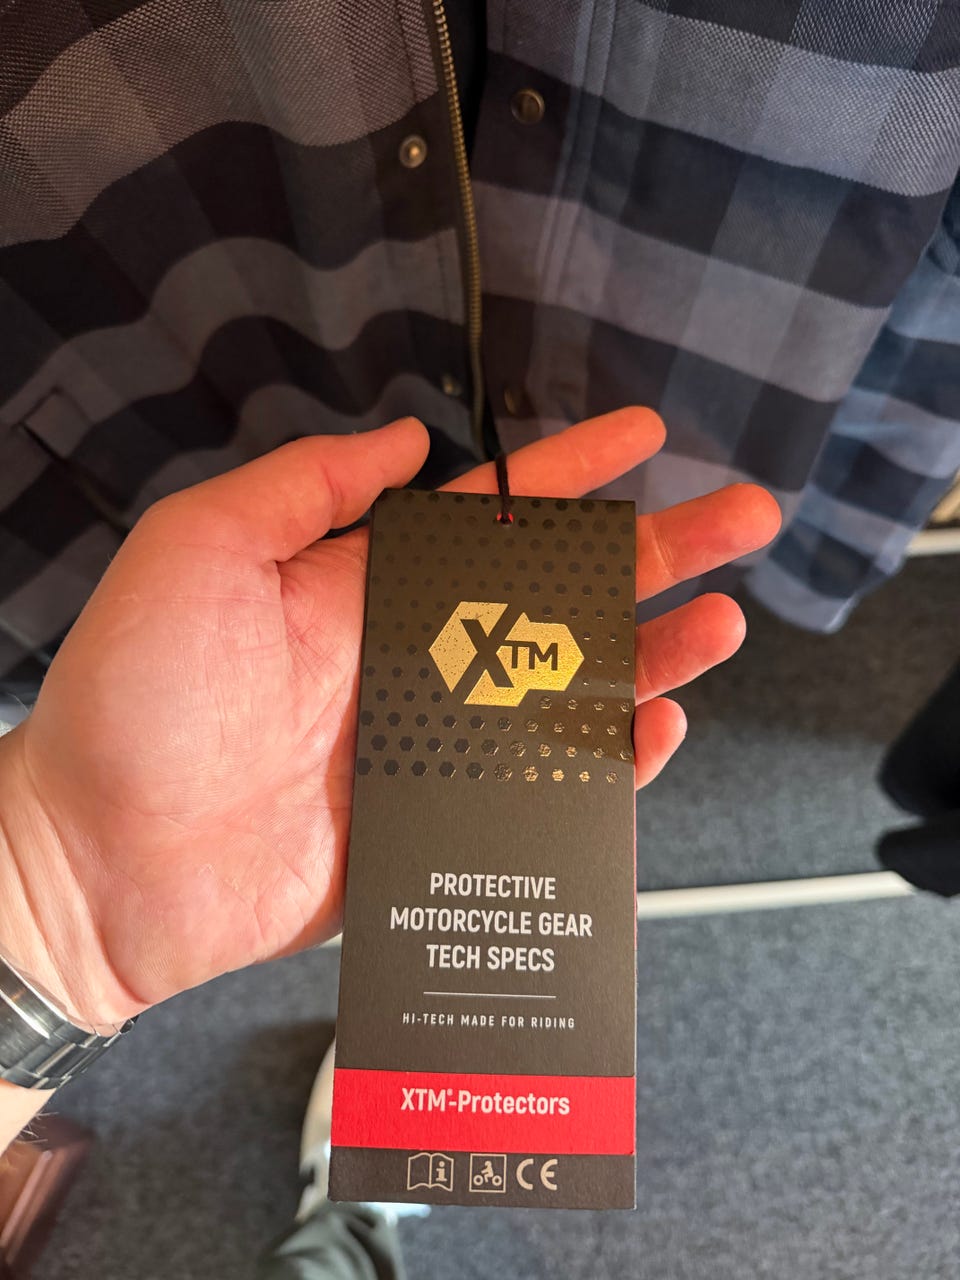 XTM
PROTECTIVE
MOTORCYCLE GEAR
TECH SPECS
HI-TECH MADE FOR RIDING
XTM®-Protectors
i
CE